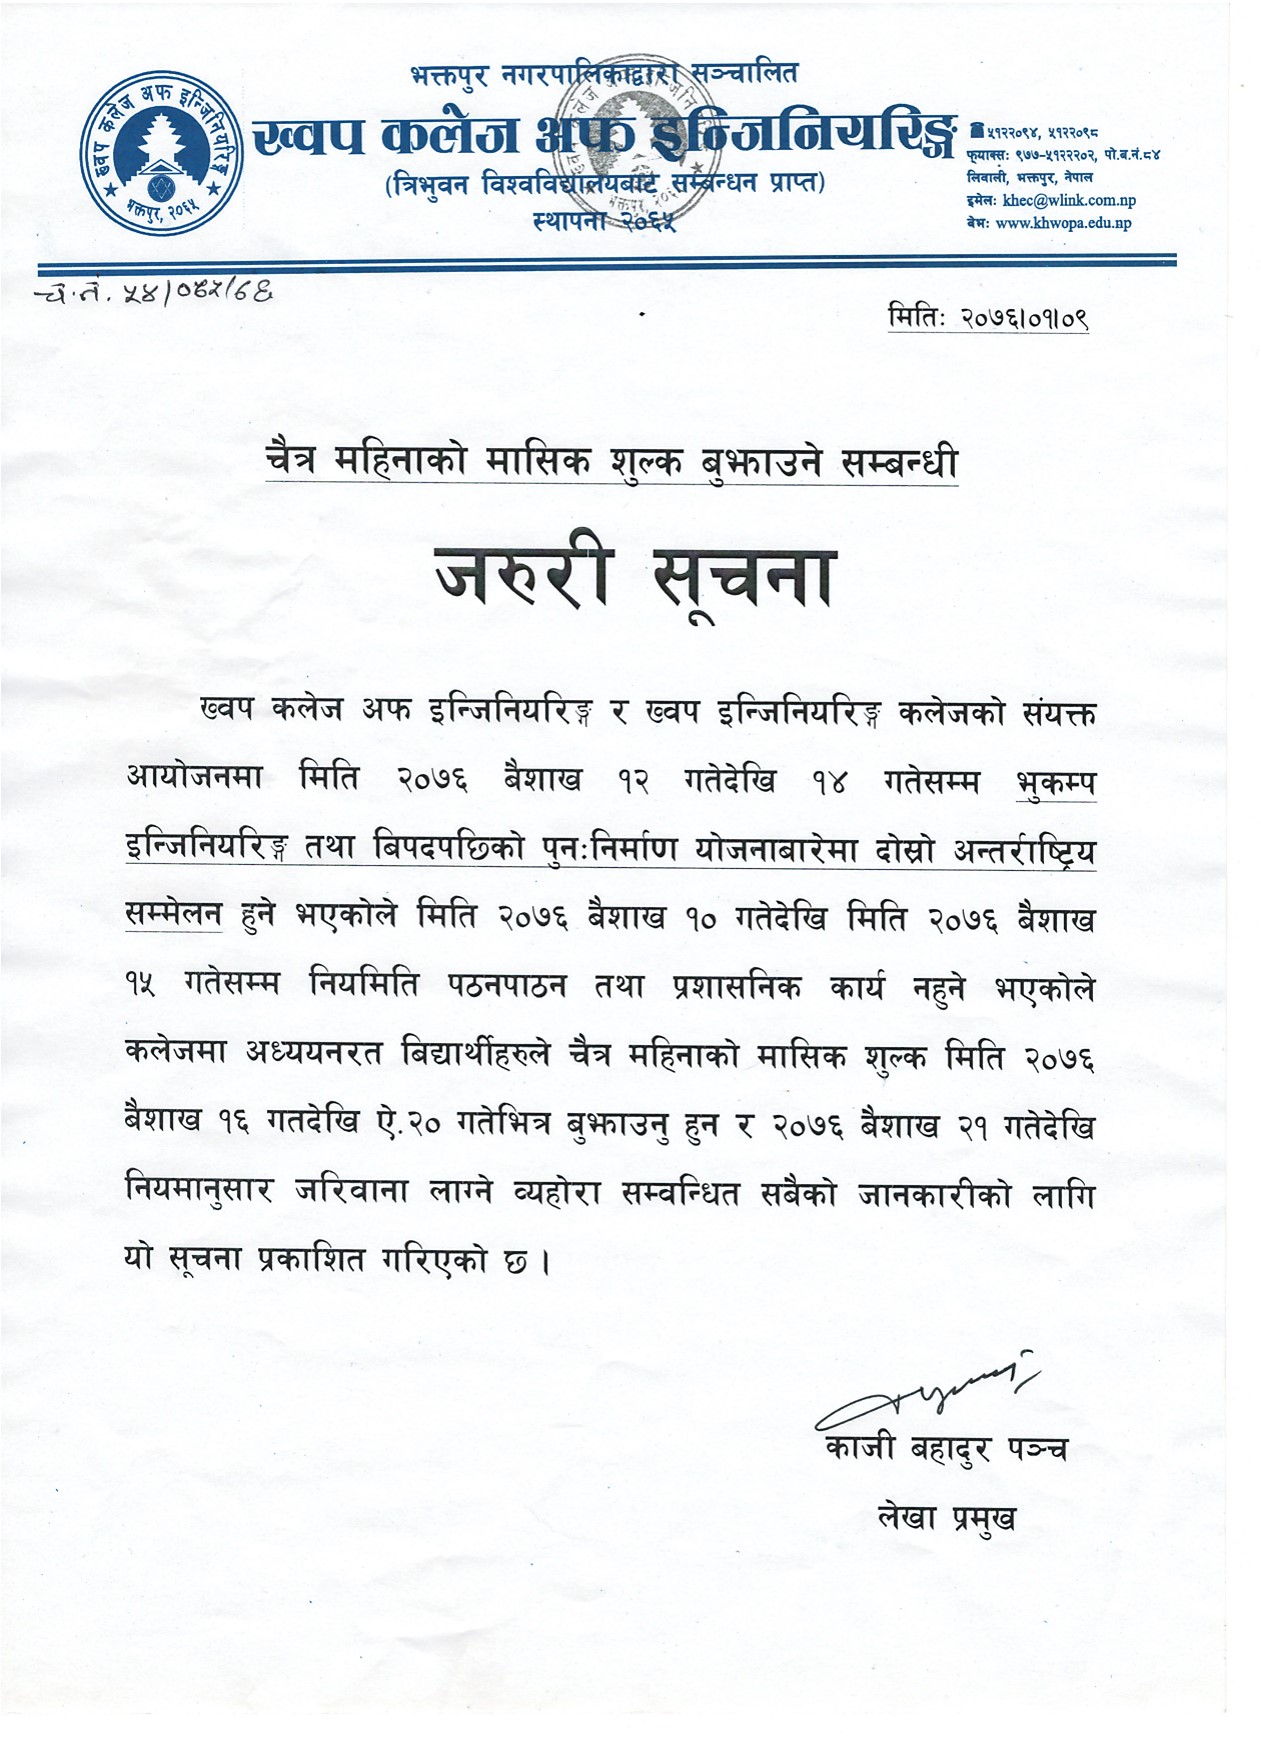 भक्तपुर नगरपालिकाद्वारा सञ्चालित
ख्वप कलेज अफ इन्जिनियरिङ्ग
(त्रिभुवन विश्वविद्यालयबाट सम्बन्धन प्राप्त)
स्थापना २०६५
ख्वप कलेज अफ इन्जिनियरिङ्ग
भक्तपुर, २०६५
☎ ५१२२०९४, ५१२२०९८
फ्याक्सः ९७७-५१२२२०२, पो.ब.नं.८४
लिवाली, भक्तपुर, नेपाल
इमेलः khec@wlink.com.np
वेभः www.khwopa.edu.np
च.नं. ५४/
मितिः २०७६।०१।०९
चैत्र महिनाको मासिक शुल्क बुझाउने सम्बन्धी
जरुरी सूचना
ख्वप कलेज अफ इन्जिनियरिङ्ग र ख्वप इन्जिनियरिङ्ग कलेजको संयक्त
आयोजनमा मिति २०७६ बैशाख १२ गतेदेखि १४ गतेसम्म भुकम्प
इन्जिनियरिङ्ग तथा बिपदपछिको पुनःनिर्माण योजनाबारेमा दोस्रो अन्तर्राष्ट्रिय
सम्मेलन हुने भएकोले मिति २०७६ बैशाख १० गतेदेखि मिति २०७६ बैशाख
१५ गतेसम्म नियमिति पठनपाठन तथा प्रशासनिक कार्य नहुने भएकोले
कलेजमा अध्ययनरत बिद्यार्थीहरुले चैत्र महिनाको मासिक शुल्क मिति २०७६
बैशाख १६ गतदेखि ऐ.२० गतेभित्र बुझाउनु हुन र २०७६ बैशाख २१ गतेदेखि
नियमानुसार जरिवाना लाग्ने व्यहोरा सम्वन्धित सबैको जानकारीको लागि
यो सूचना प्रकाशित गरिएको छ ।
काजी बहादुर पञ्च
लेखा प्रमुख